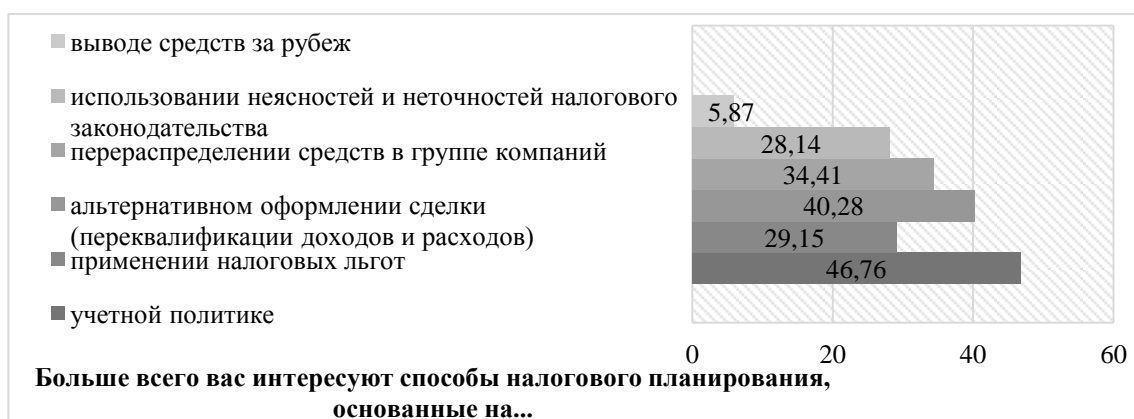 выводе средств за рубеж
использовании неясностей и неточностей налогового
законодательства
перераспределении средств в группе компаний
альтернативном оформлении сделки
(переквалификации доходов и расходов)
применении налоговых льгот
учетной политике
5,87
28,14
34,41
40,28
29,15
46,76
0 20 40 60
Больше всего вас интересуют способы налогового планирования,
основанные на...